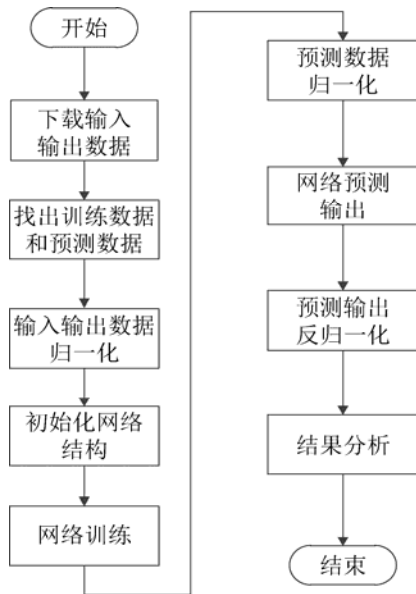 开始
下载输入
输出数据
找出训练数据
和预测数据
输入输出数据
归一化
初始化网络
结构
网络训练
预测数据
归一化
网络预测
输出
预测输出
反归一化
结果分析
结束